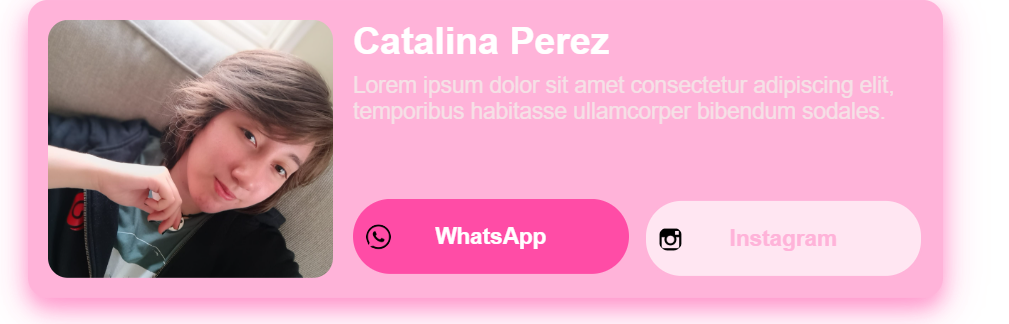 Catalina Perez
Lorem ipsum dolor sit amet consectetur adipiscing elit,
temporibus habitasse ullamcorper bibendum sodales.
WhatsApp
Instagram